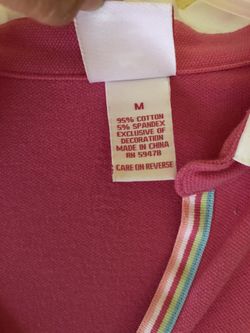 M
95% COTTON
5% SPANDEX
EXCLUSIVE OF
DECORATION
MADE IN CHINA
RN 59478
CARE ON REVERSE